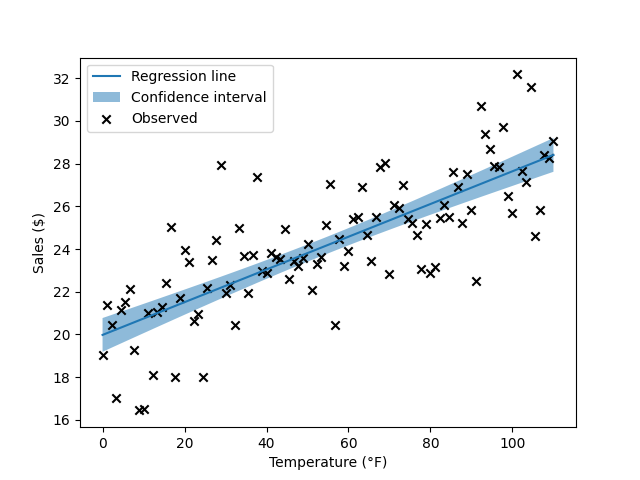 Regression line
Confidence interval
Observed
Sales ($)
32
30
28
26
24
22
20
18
16
0 20 40 60 80 100
Temperature (°F)